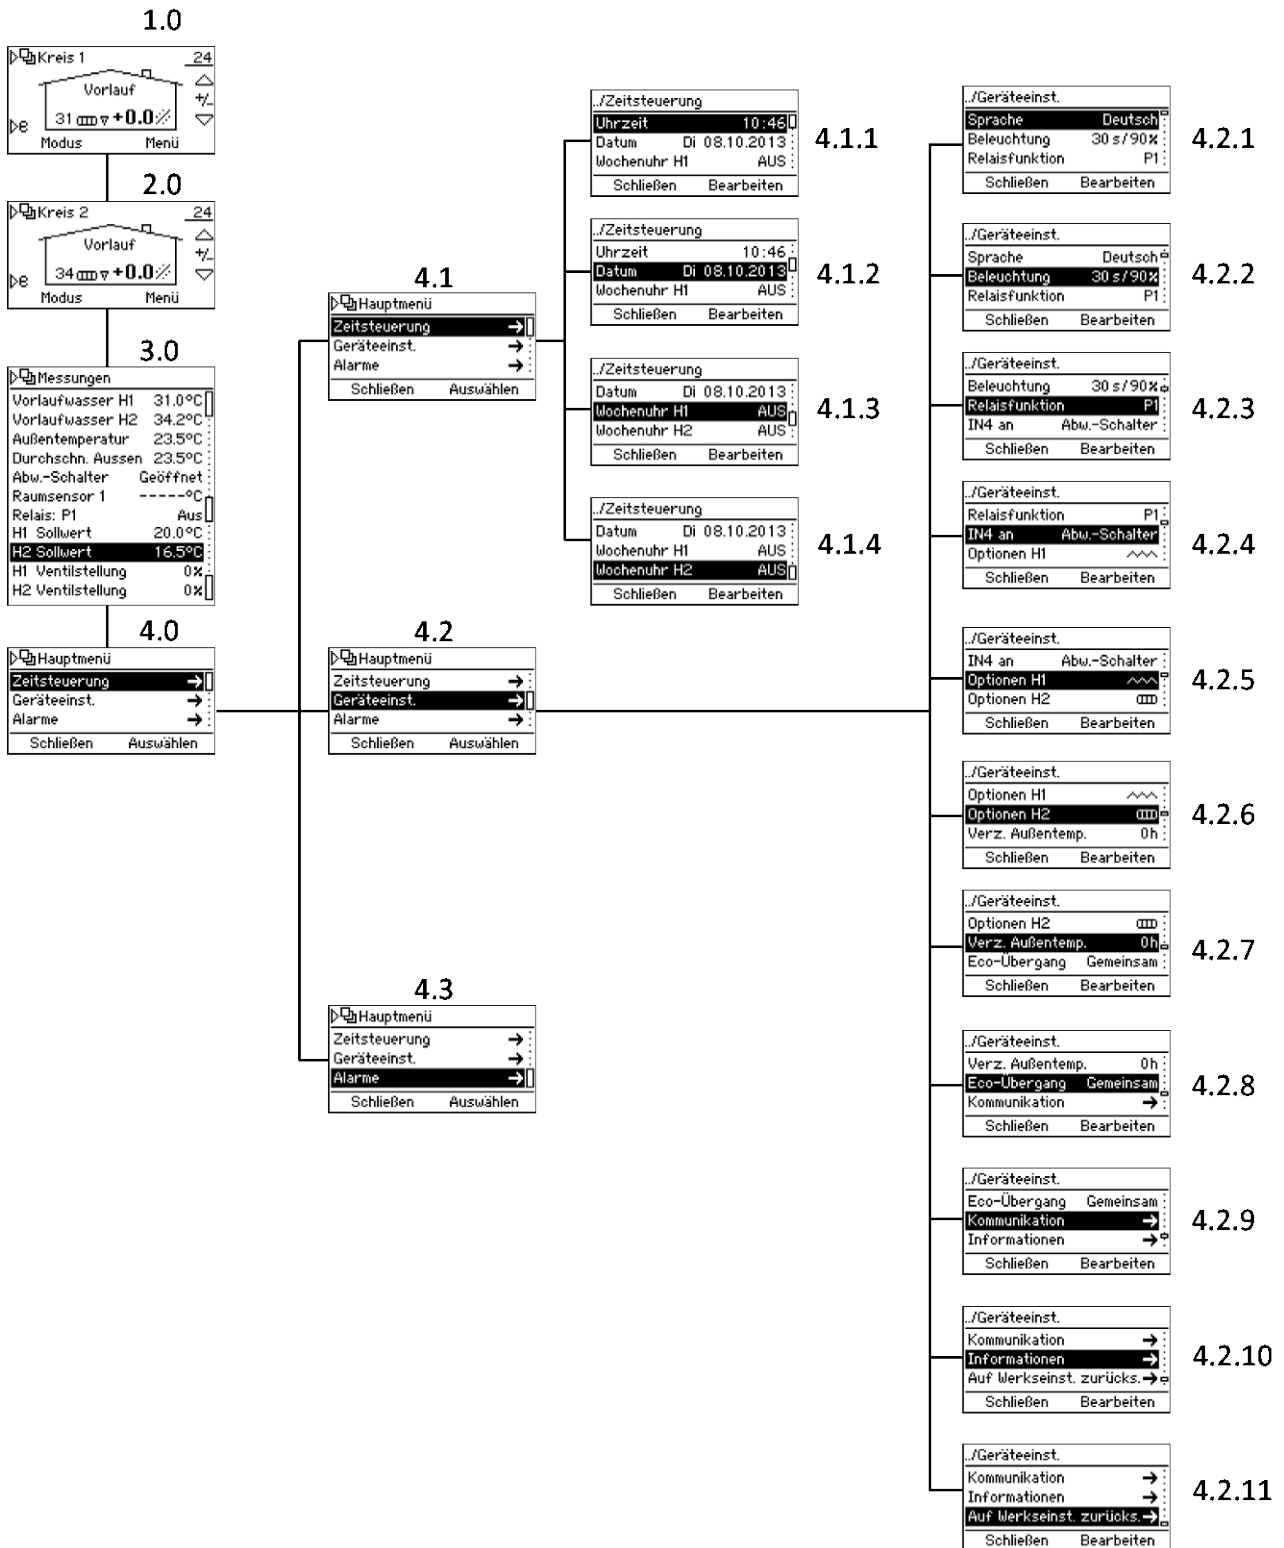 1.0
Kreis 1 24
Vorlauf
31 +0.0
+/-
Modus Menü
2.0
Kreis 2 24
Vorlauf
34 +0.0
+/-
Modus Menü
3.0
Messungen
Vorlaufwasser H1 31.0°C
Vorlaufwasser H2 34.2°C
Außentemperatur 23.5°C
Durchschn. Aussen 23.5°C
Abw.-Schalter Geöffnet
Raumsensor 1 -----°C
Relais: P1 Aus
H1 Sollwert 20.0°C
H2 Sollwert 16.5°C
H1 Ventilstellung 0%
H2 Ventilstellung 0%
4.0
Hauptmenü
Zeitsteuerung →
Geräteeinst. →
Alarme →
Schließen Auswählen
4.1
Hauptmenü
Zeitsteuerung →
Geräteeinst. →
Alarme →
Schließen Auswählen
4.2
Hauptmenü
Zeitsteuerung →
Geräteeinst. →
Alarme →
Schließen Auswählen
4.3
Hauptmenü
Zeitsteuerung →
Geräteeinst. →
Alarme →
Schließen Auswählen
../Zeitsteuerung
Uhrzeit 10:46
Datum Di 08.10.2013
Wochenuhr H1 AUS
Schließen Bearbeiten
4.1.1
../Zeitsteuerung
Uhrzeit 10:46
Datum Di 08.10.2013
Wochenuhr H1 AUS
Schließen Bearbeiten
4.1.2
../Zeitsteuerung
Datum Di 08.10.2013
Wochenuhr H1 AUS
Wochenuhr H2 AUS
Schließen Bearbeiten
4.1.3
../Zeitsteuerung
Datum Di 08.10.2013
Wochenuhr H1 AUS
Wochenuhr H2 AUS
Schließen Bearbeiten
4.1.4
../Geräteeinst.
Sprache Deutsch
Beleuchtung 30 s/90%
Relaisfunktion P1
Schließen Bearbeiten
4.2.1
../Geräteeinst.
Sprache Deutsch
Beleuchtung 30 s/90%
Relaisfunktion P1
Schließen Bearbeiten
4.2.2
../Geräteeinst.
Beleuchtung 30 s/90%
Relaisfunktion P1
IN4 an Abw.-Schalter
Schließen Bearbeiten
4.2.3
../Geräteeinst.
Relaisfunktion P1
IN4 an Abw.-Schalter
Optionen H1
Schließen Bearbeiten
4.2.4
../Geräteeinst.
IN4 an Abw.-Schalter
Optionen H1
Optionen H2
Schließen Bearbeiten
4.2.5
../Geräteeinst.
Optionen H1
Optionen H2
Verz. Außentemp. 0h
Schließen Bearbeiten
4.2.6
../Geräteeinst.
Optionen H2
Verz. Außentemp. 0h
Eco-Übergang Gemeinsam
Schließen Bearbeiten
4.2.7
../Geräteeinst.
Verz. Außentemp. 0h
Eco-Übergang Gemeinsam
Kommunikation →
Schließen Bearbeiten
4.2.8
../Geräteeinst.
Eco-Übergang Gemeinsam
Kommunikation →
Informationen →
Schließen Bearbeiten
4.2.9
../Geräteeinst.
Kommunikation →
Informationen →
Auf Werkseinst. zurücks. →
Schließen Bearbeiten
4.2.10
../Geräteeinst.
Kommunikation →
Informationen →
Auf Werkseinst. zurücks. →
Schließen Bearbeiten
4.2.11